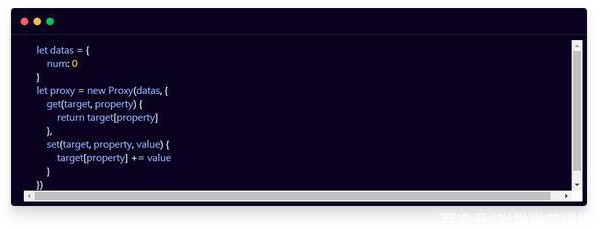 let datas = {
    num: 0
}
let proxy = new Proxy(datas, {
    get(target, property) {
        return target[property]
    },
    set(target, property, value) {
        target[property] += value
    }
})